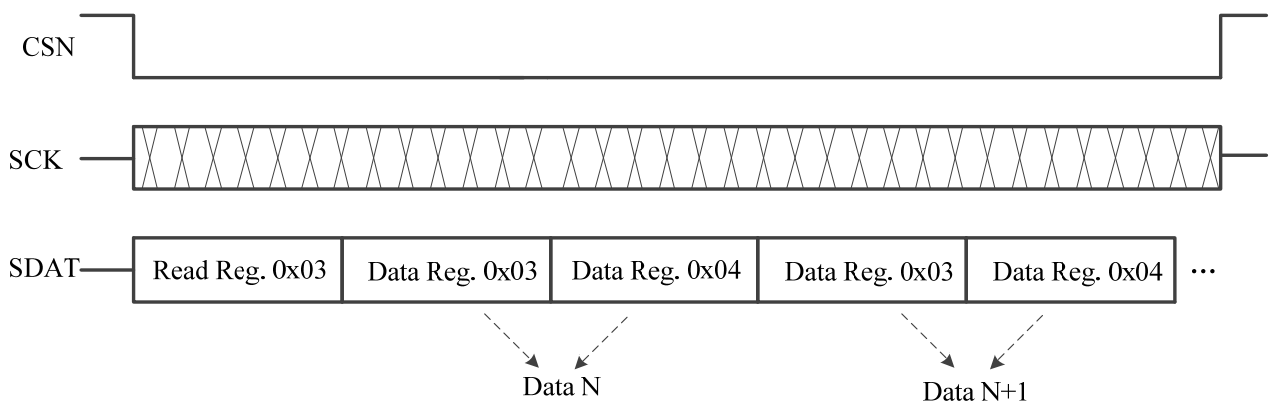 CSN
SCK
SDAT Read Reg. 0x03 Data Reg. 0x03 Data Reg. 0x04 Data Reg. 0x03 Data Reg. 0x04 ...
Data N Data N+1